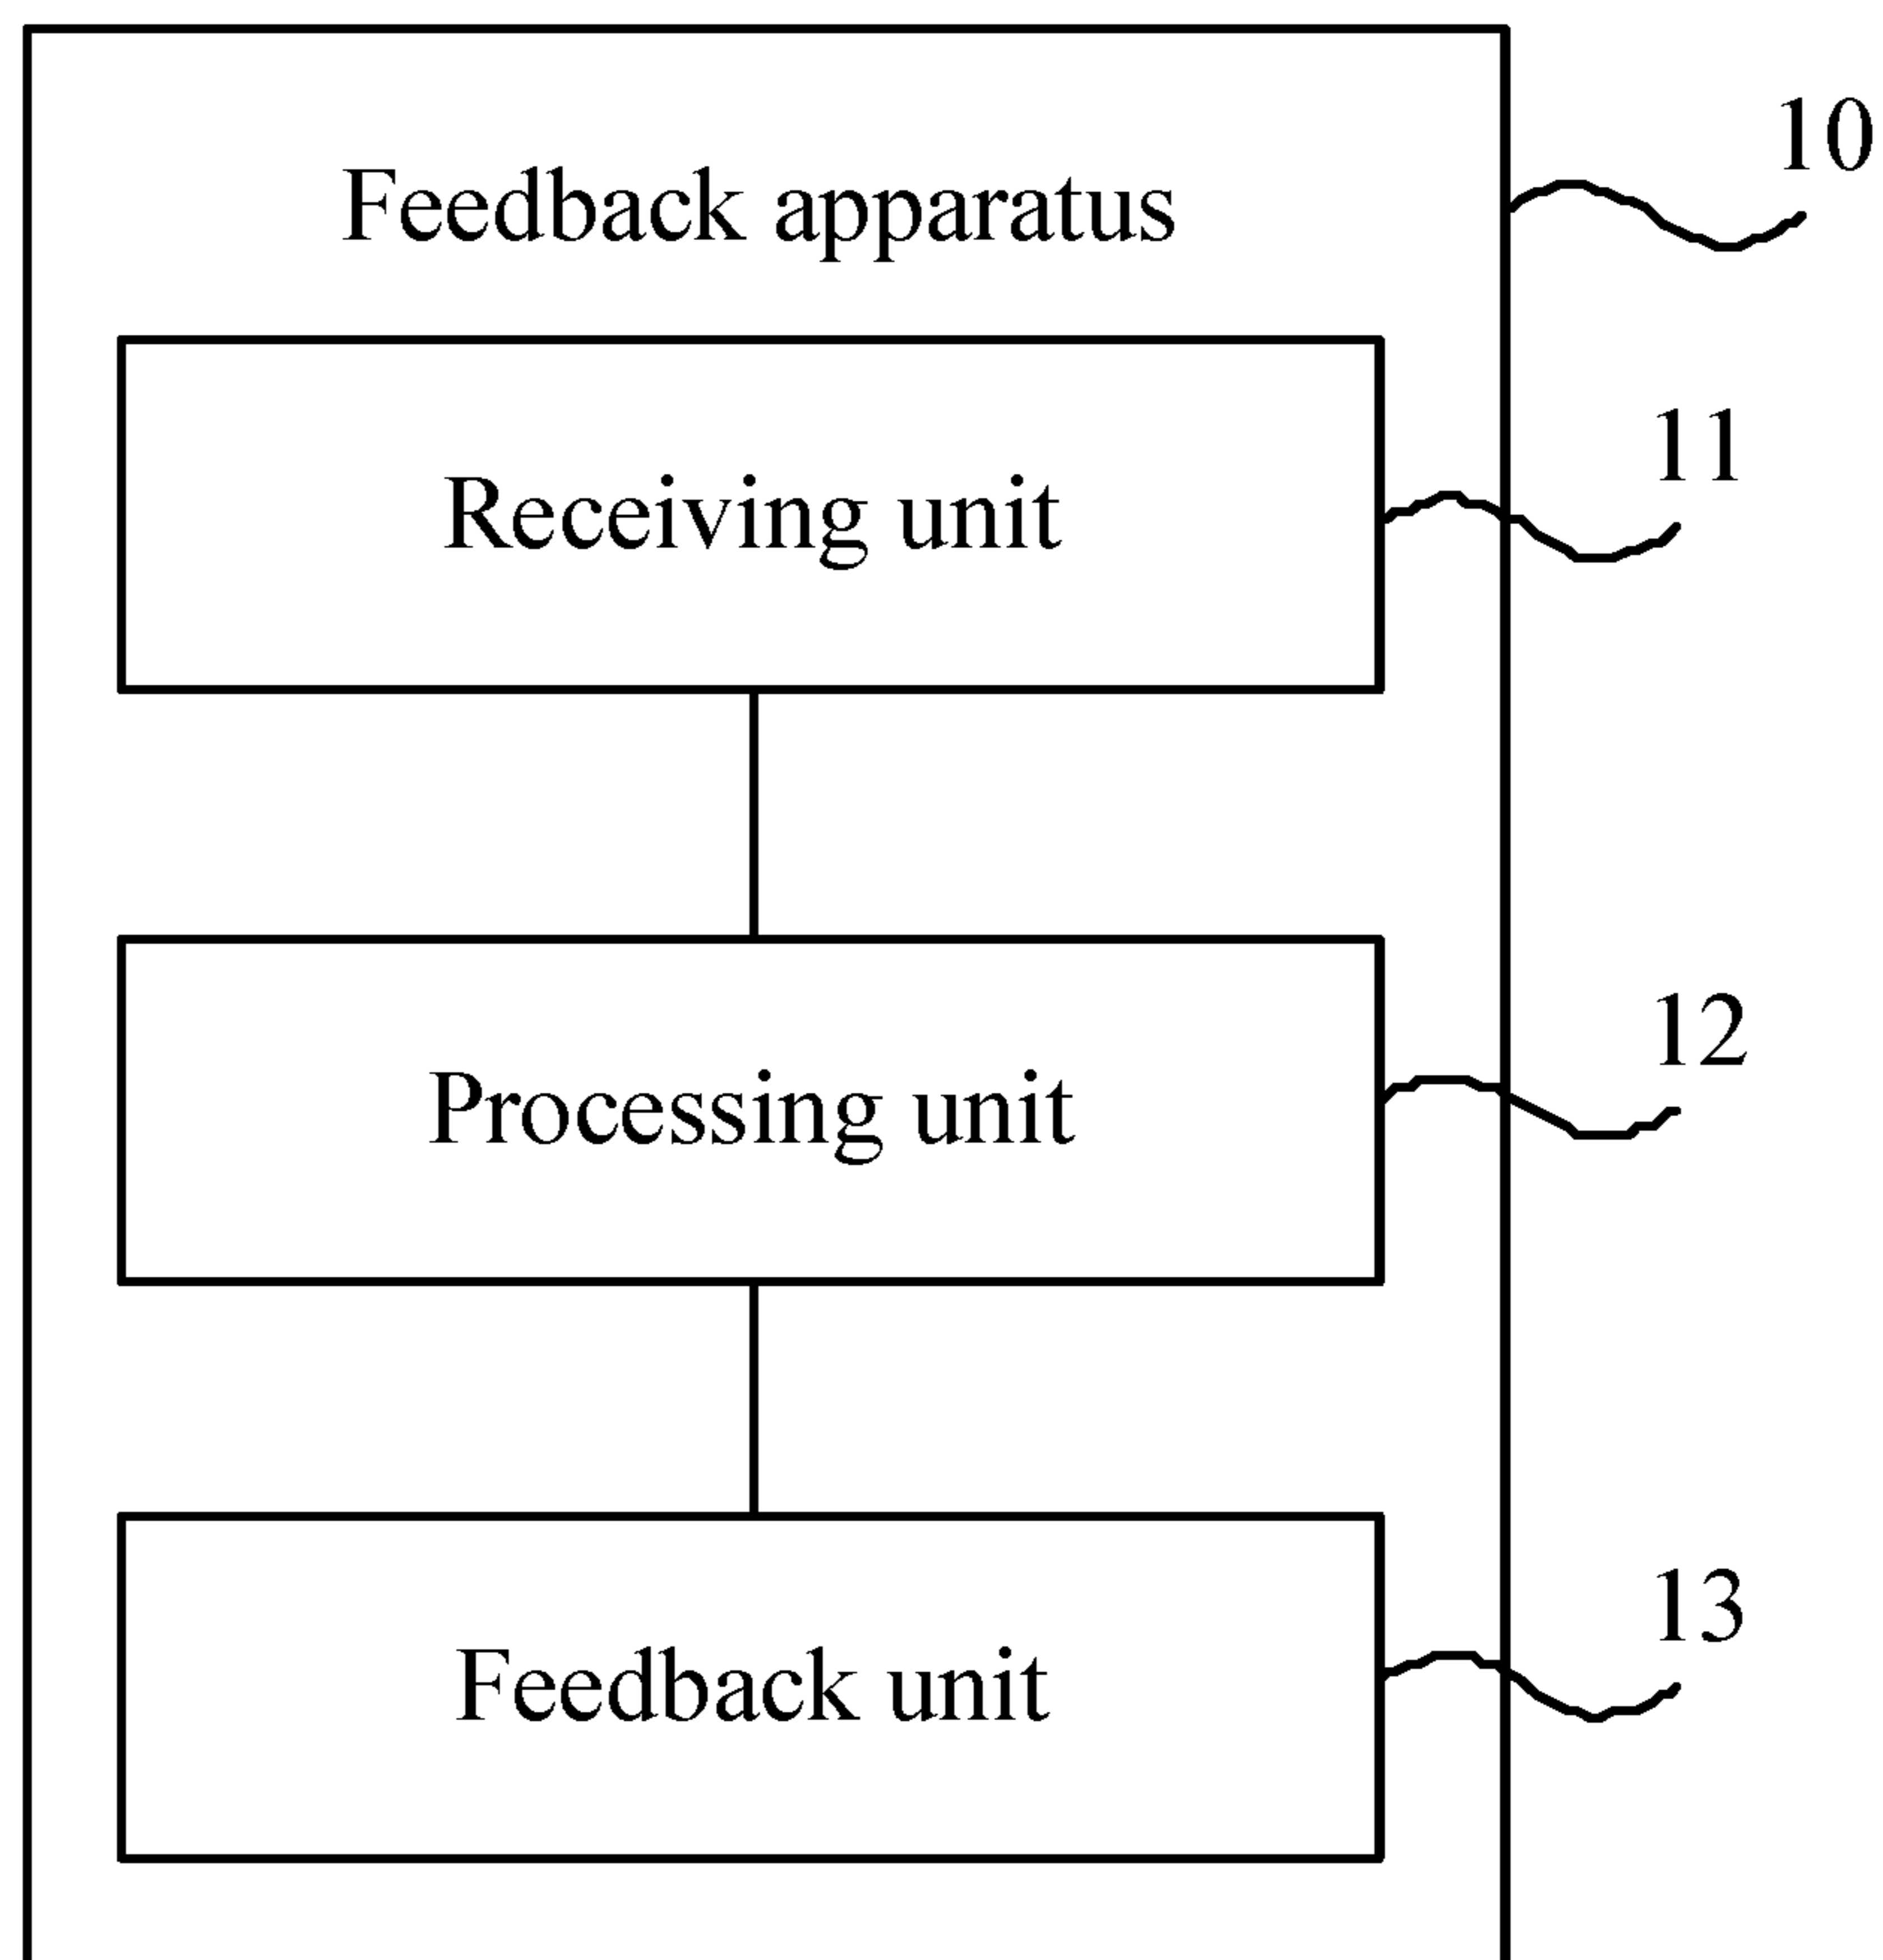 10
Feedback apparatus
11
Receiving unit
12
Processing unit
13
Feedback unit